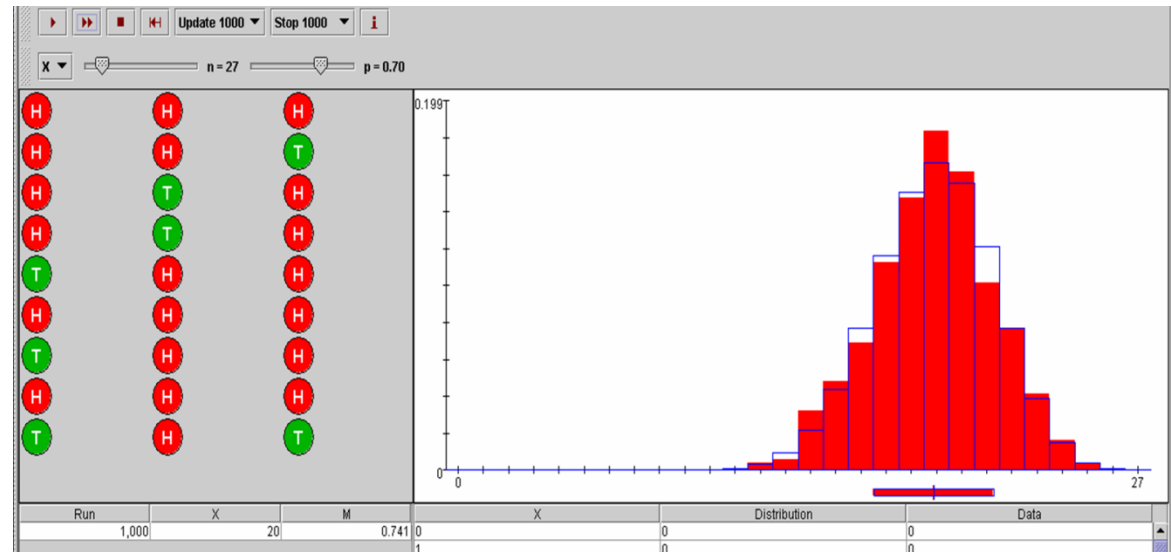 Update 1000 Stop 1000 i
X n = 27 p = 0.70
H H H
H H T
H T H
H T H
T H H
H H H
T H H
H H H
T H T
0.199
0
0 27
Run X M X Distribution Data
1,000 20 0.741 0 0 0
1 0 0